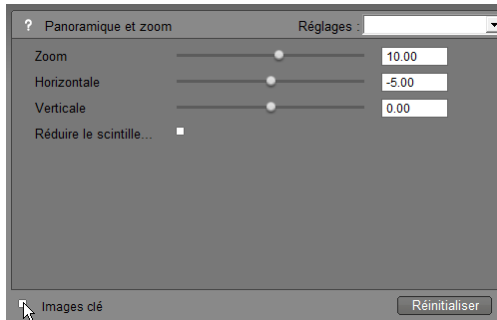 ? Panoramique et zoom Réglages :
Zoom 10.00
Horizontale -5.00
Verticale 0.00
Réduire le scintille...
Images clé Réinitialiser